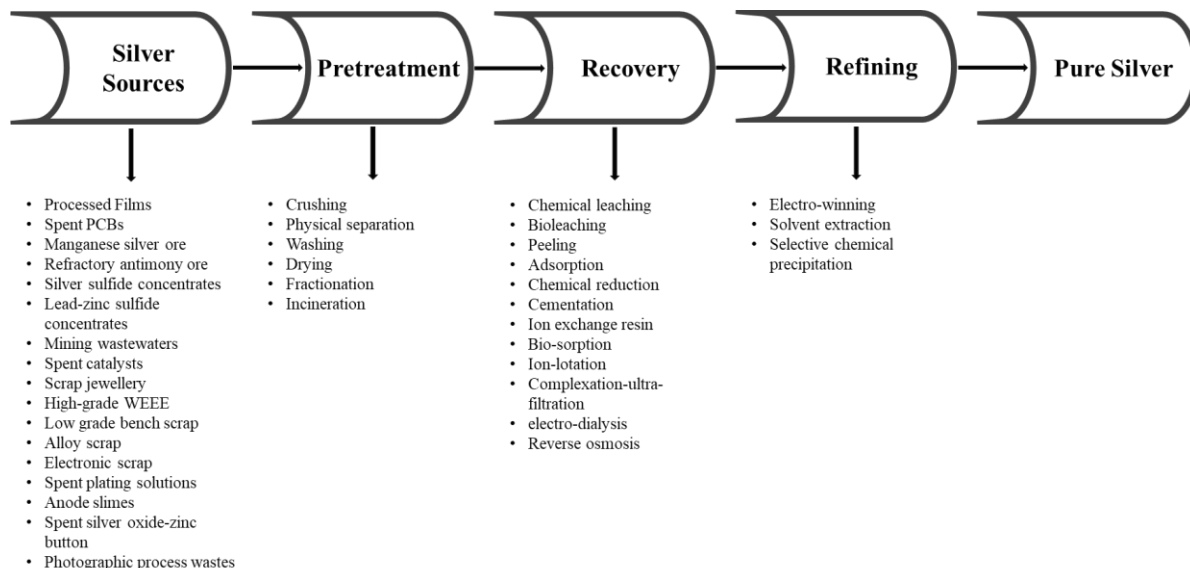 Silver
Sources
Pretreatment
Recovery
Refining
Pure Silver
• Processed Films
• Spent PCBs
• Manganese silver ore
• Refractory antimony ore
• Silver sulfide concentrates
• Lead-zinc sulfide
concentrates
• Mining wastewaters
• Spent catalysts
• Scrap jewellery
• High-grade WEEE
• Low grade bench scrap
• Alloy scrap
• Electronic scrap
• Spent plating solutions
• Anode slimes
• Spent silver oxide-zinc
button
• Photographic process wastes
• Crushing
• Physical separation
• Washing
• Drying
• Fractionation
• Incineration
• Chemical leaching
• Bioleaching
• Peeling
• Adsorption
• Chemical reduction
• Cementation
• Ion exchange resin
• Bio-sorption
• Ion-lotation
• Complexation-ultra-
filtration
• electro-dialysis
• Reverse osmosis
• Electro-winning
• Solvent extraction
• Selective chemical
precipitation